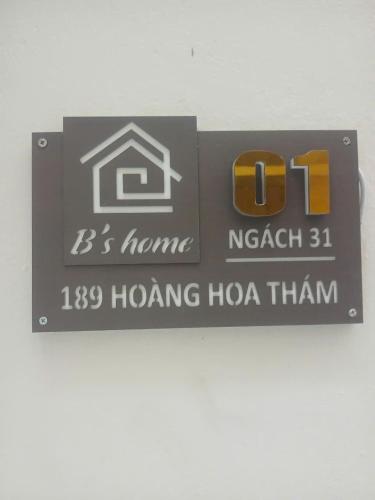 B's home
01
NGÁCH 31
189 HOÀNG HOA THÁM